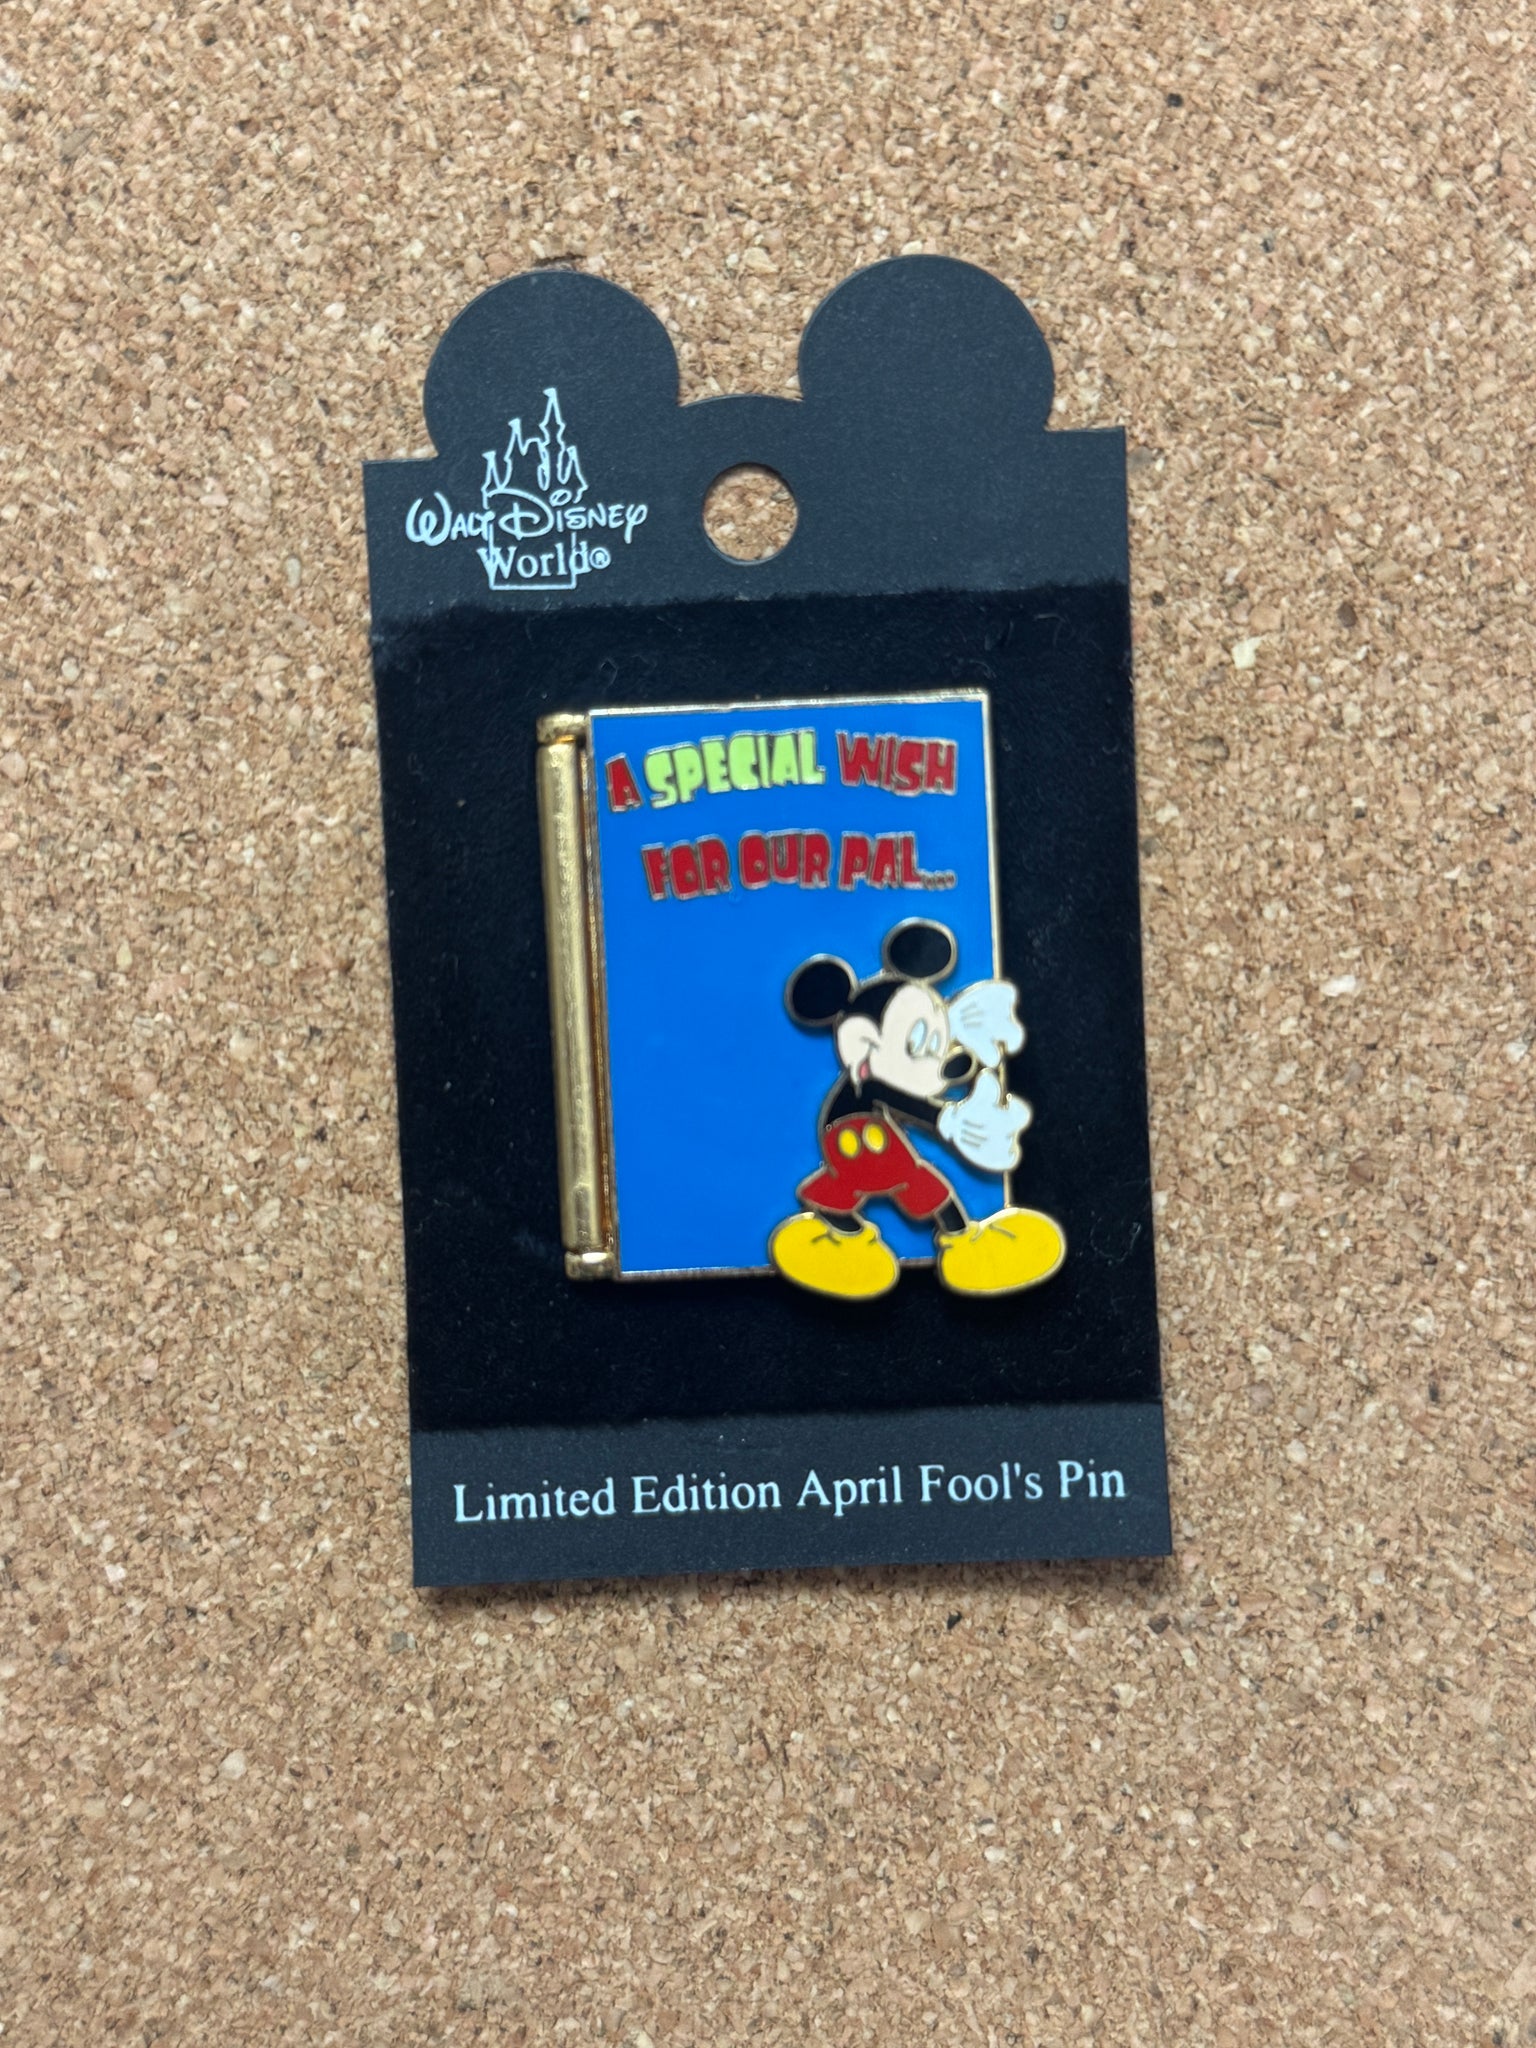 WALT DISNEY
World®
A SPECIAL WISH
FOR OUR PAL...
Limited Edition April Fool's Pin